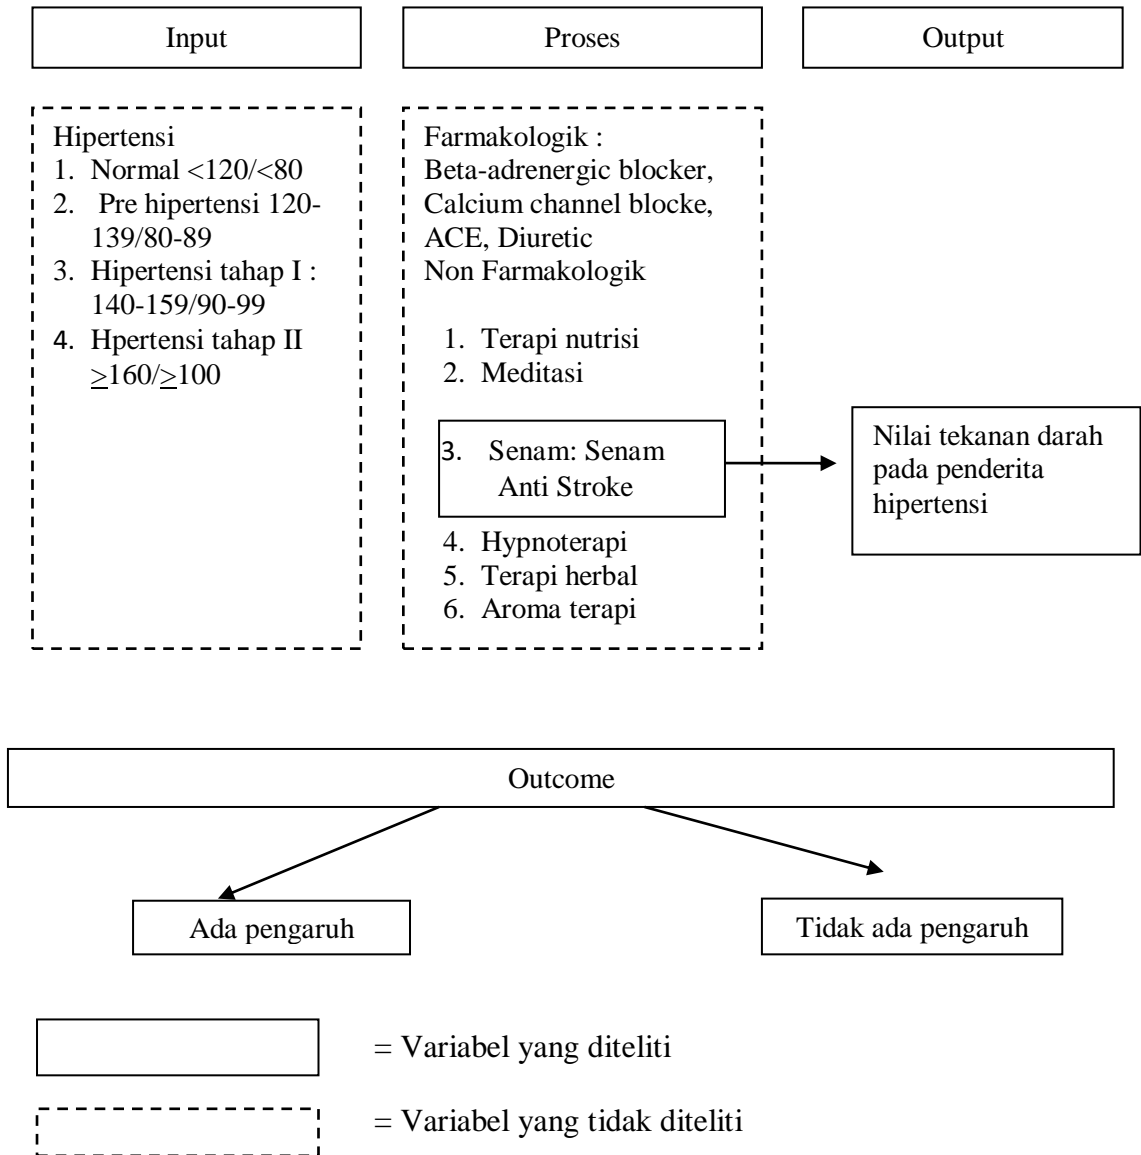 Input
Proses
Output
Hipertensi
1. Normal <120/<80
2. Pre hipertensi 120-
139/80-89
3. Hipertensi tahap I :
140-159/90-99
4. Hpertensi tahap II
≥160/≥100
Farmakologik :
Beta-adrenergic blocker,
Calcium channel blocke,
ACE, Diuretic
Non Farmakologik
1. Terapi nutrisi
2. Meditasi
3. Senam: Senam
Anti Stroke
4. Hypnoterapi
5. Terapi herbal
6. Aroma terapi
Nilai tekanan darah
pada penderita
hipertensi
Outcome
Ada pengaruh
Tidak ada pengaruh
= Variabel yang diteliti
= Variabel yang tidak diteliti